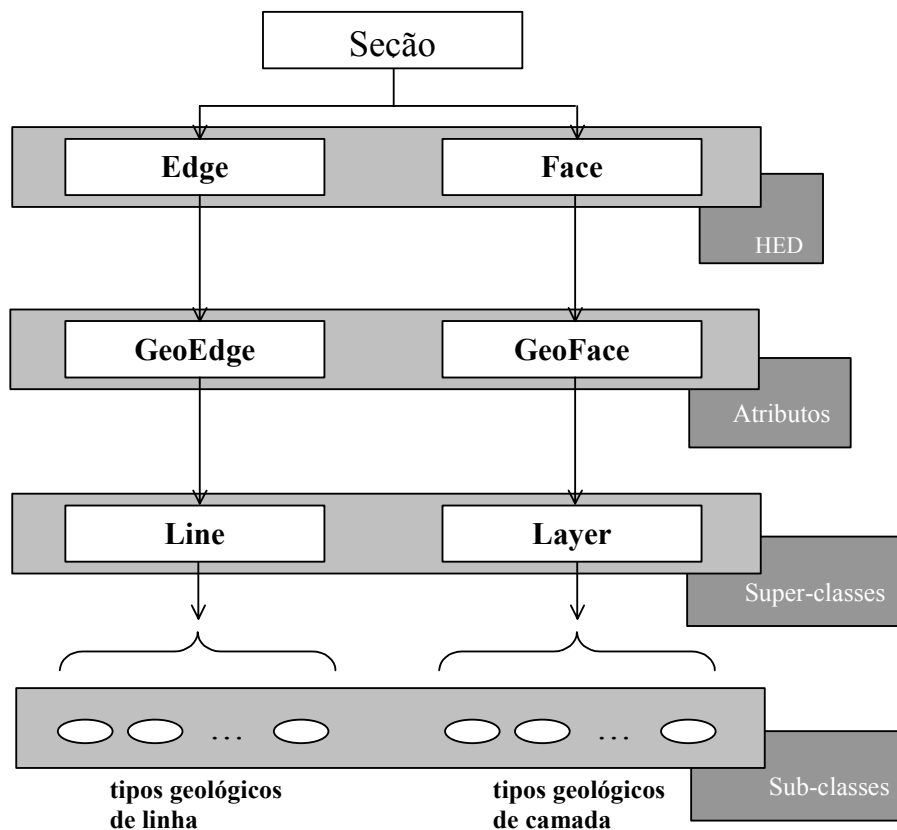 Seção
Edge
Face
HED
GeoEdge
GeoFace
Atributos
Line
Layer
Super-classes
...
...
tipos geológicos
de linha
tipos geológicos
de camada
Sub-classes